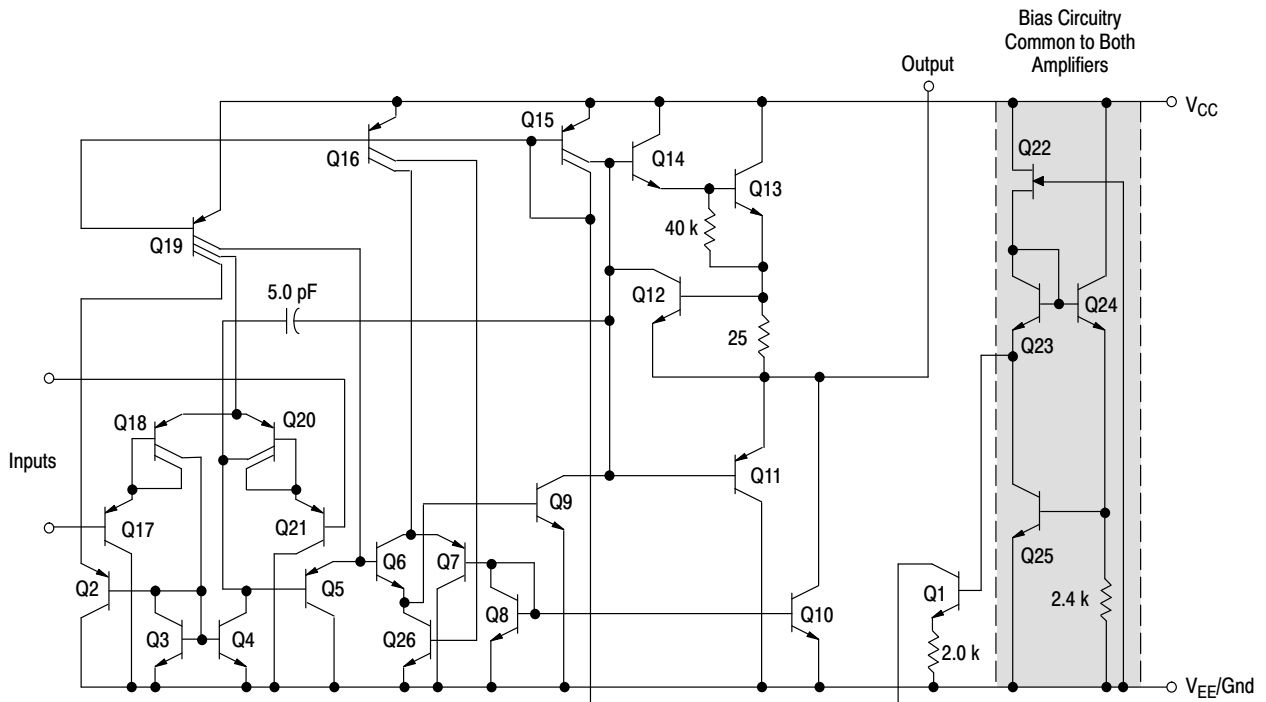 Bias Circuitry
Common to Both
Amplifiers
Output
V_CC
Q15
Q22
Q16
Q14
Q13
Q19
40 k
5.0 pF
Q12
Q24
25
Q23
Q18
Q20
Inputs
Q9
Q11
Q17
Q21
Q25
Q6
Q7
Q2
Q5
Q1
2.4 k
Q3
Q4
Q8
Q10
Q26
2.0 k
V_EE/Gnd